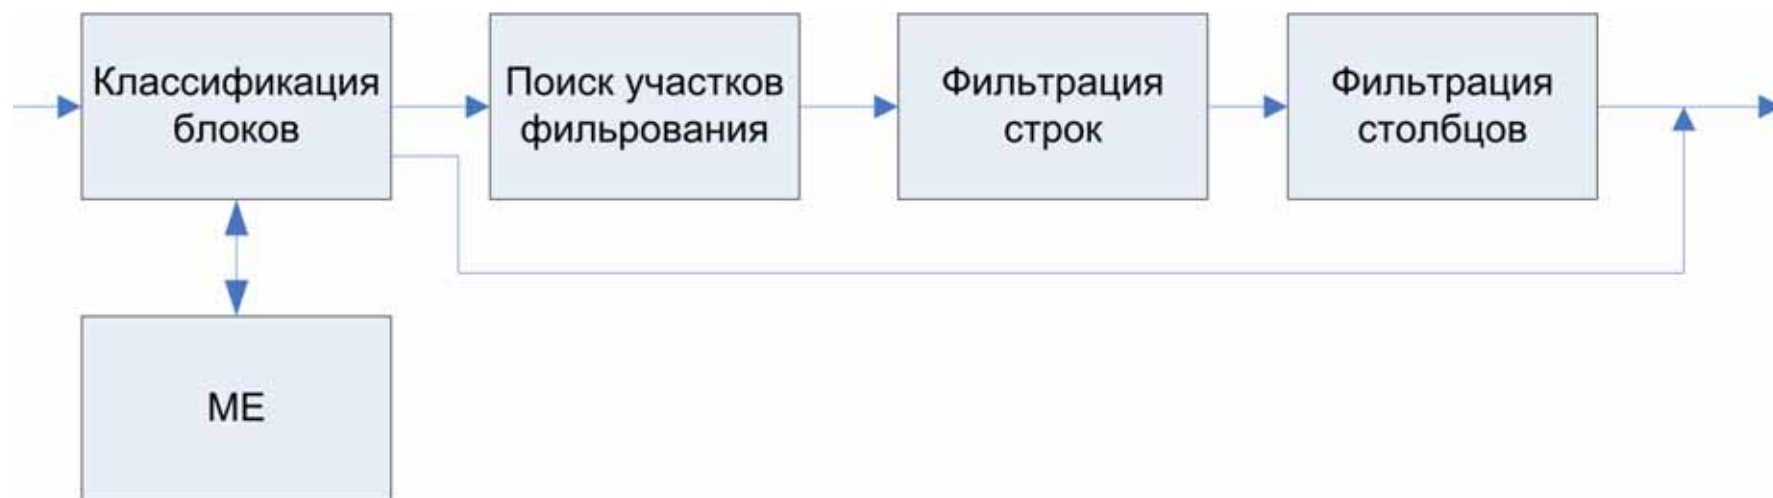 Классификация
блоков
Поиск участков
фильрования
Фильтрация
строк
Фильтрация
столбцов
ME